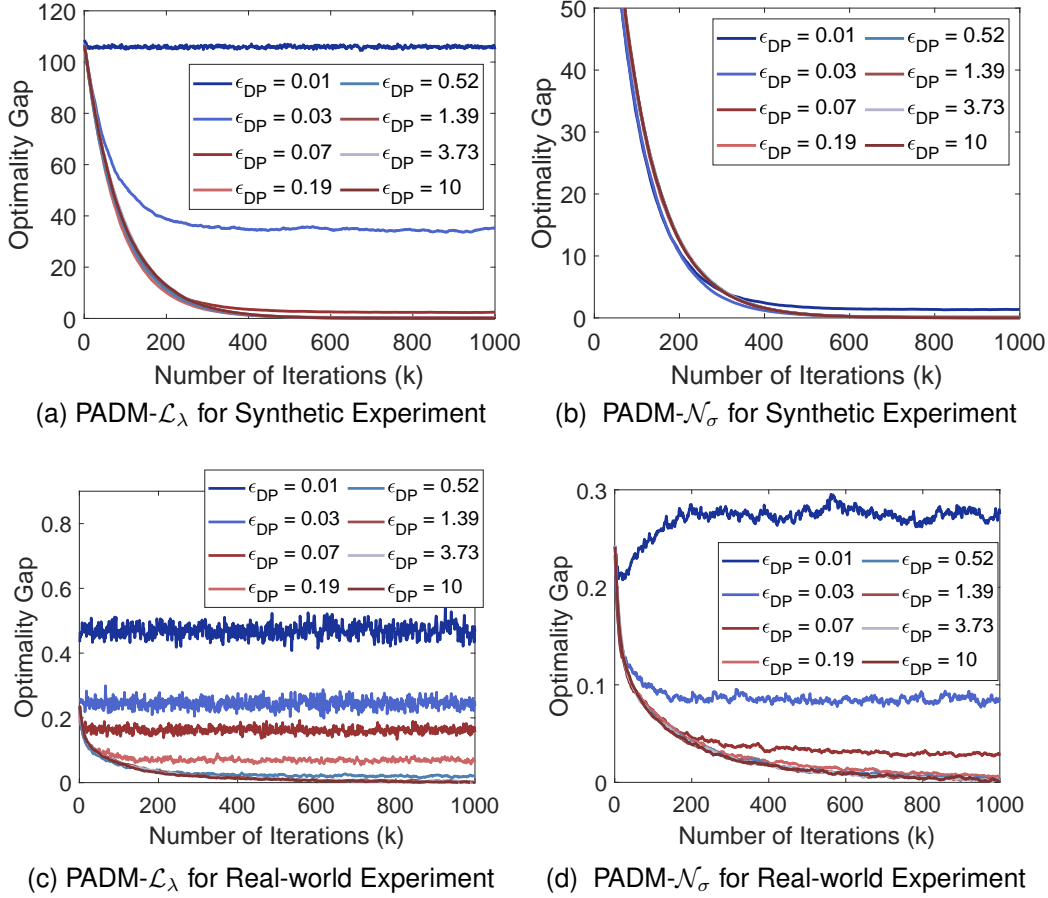 120
100
80
60
40
20
0
Optimality Gap
ϵDP = 0.01
ϵDP = 0.52
ϵDP = 0.03
ϵDP = 1.39
ϵDP = 0.07
ϵDP = 3.73
ϵDP = 0.19
ϵDP = 10
0 200 400 600 800 1000
Number of Iterations (k)
(a) PADM-ℒλ for Synthetic Experiment
50
40
30
20
10
0
Optimality Gap
ϵDP = 0.01
ϵDP = 0.52
ϵDP = 0.03
ϵDP = 1.39
ϵDP = 0.07
ϵDP = 3.73
ϵDP = 0.19
ϵDP = 10
0 200 400 600 800 1000
Number of Iterations (k)
(b) PADM-𝒩σ for Synthetic Experiment
0.8
0.6
0.4
0.2
0
Optimality Gap
ϵDP = 0.01
ϵDP = 0.52
ϵDP = 0.03
ϵDP = 1.39
ϵDP = 0.07
ϵDP = 3.73
ϵDP = 0.19
ϵDP = 10
0 200 400 600 800 1000
Number of Iterations (k)
(c) PADM-ℒλ for Real-world Experiment
0.3
0.2
0.1
0
Optimality Gap
ϵDP = 0.01
ϵDP = 0.52
ϵDP = 0.03
ϵDP = 1.39
ϵDP = 0.07
ϵDP = 3.73
ϵDP = 0.19
ϵDP = 10
0 200 400 600 800 1000
Number of Iterations (k)
(d) PADM-𝒩σ for Real-world Experiment